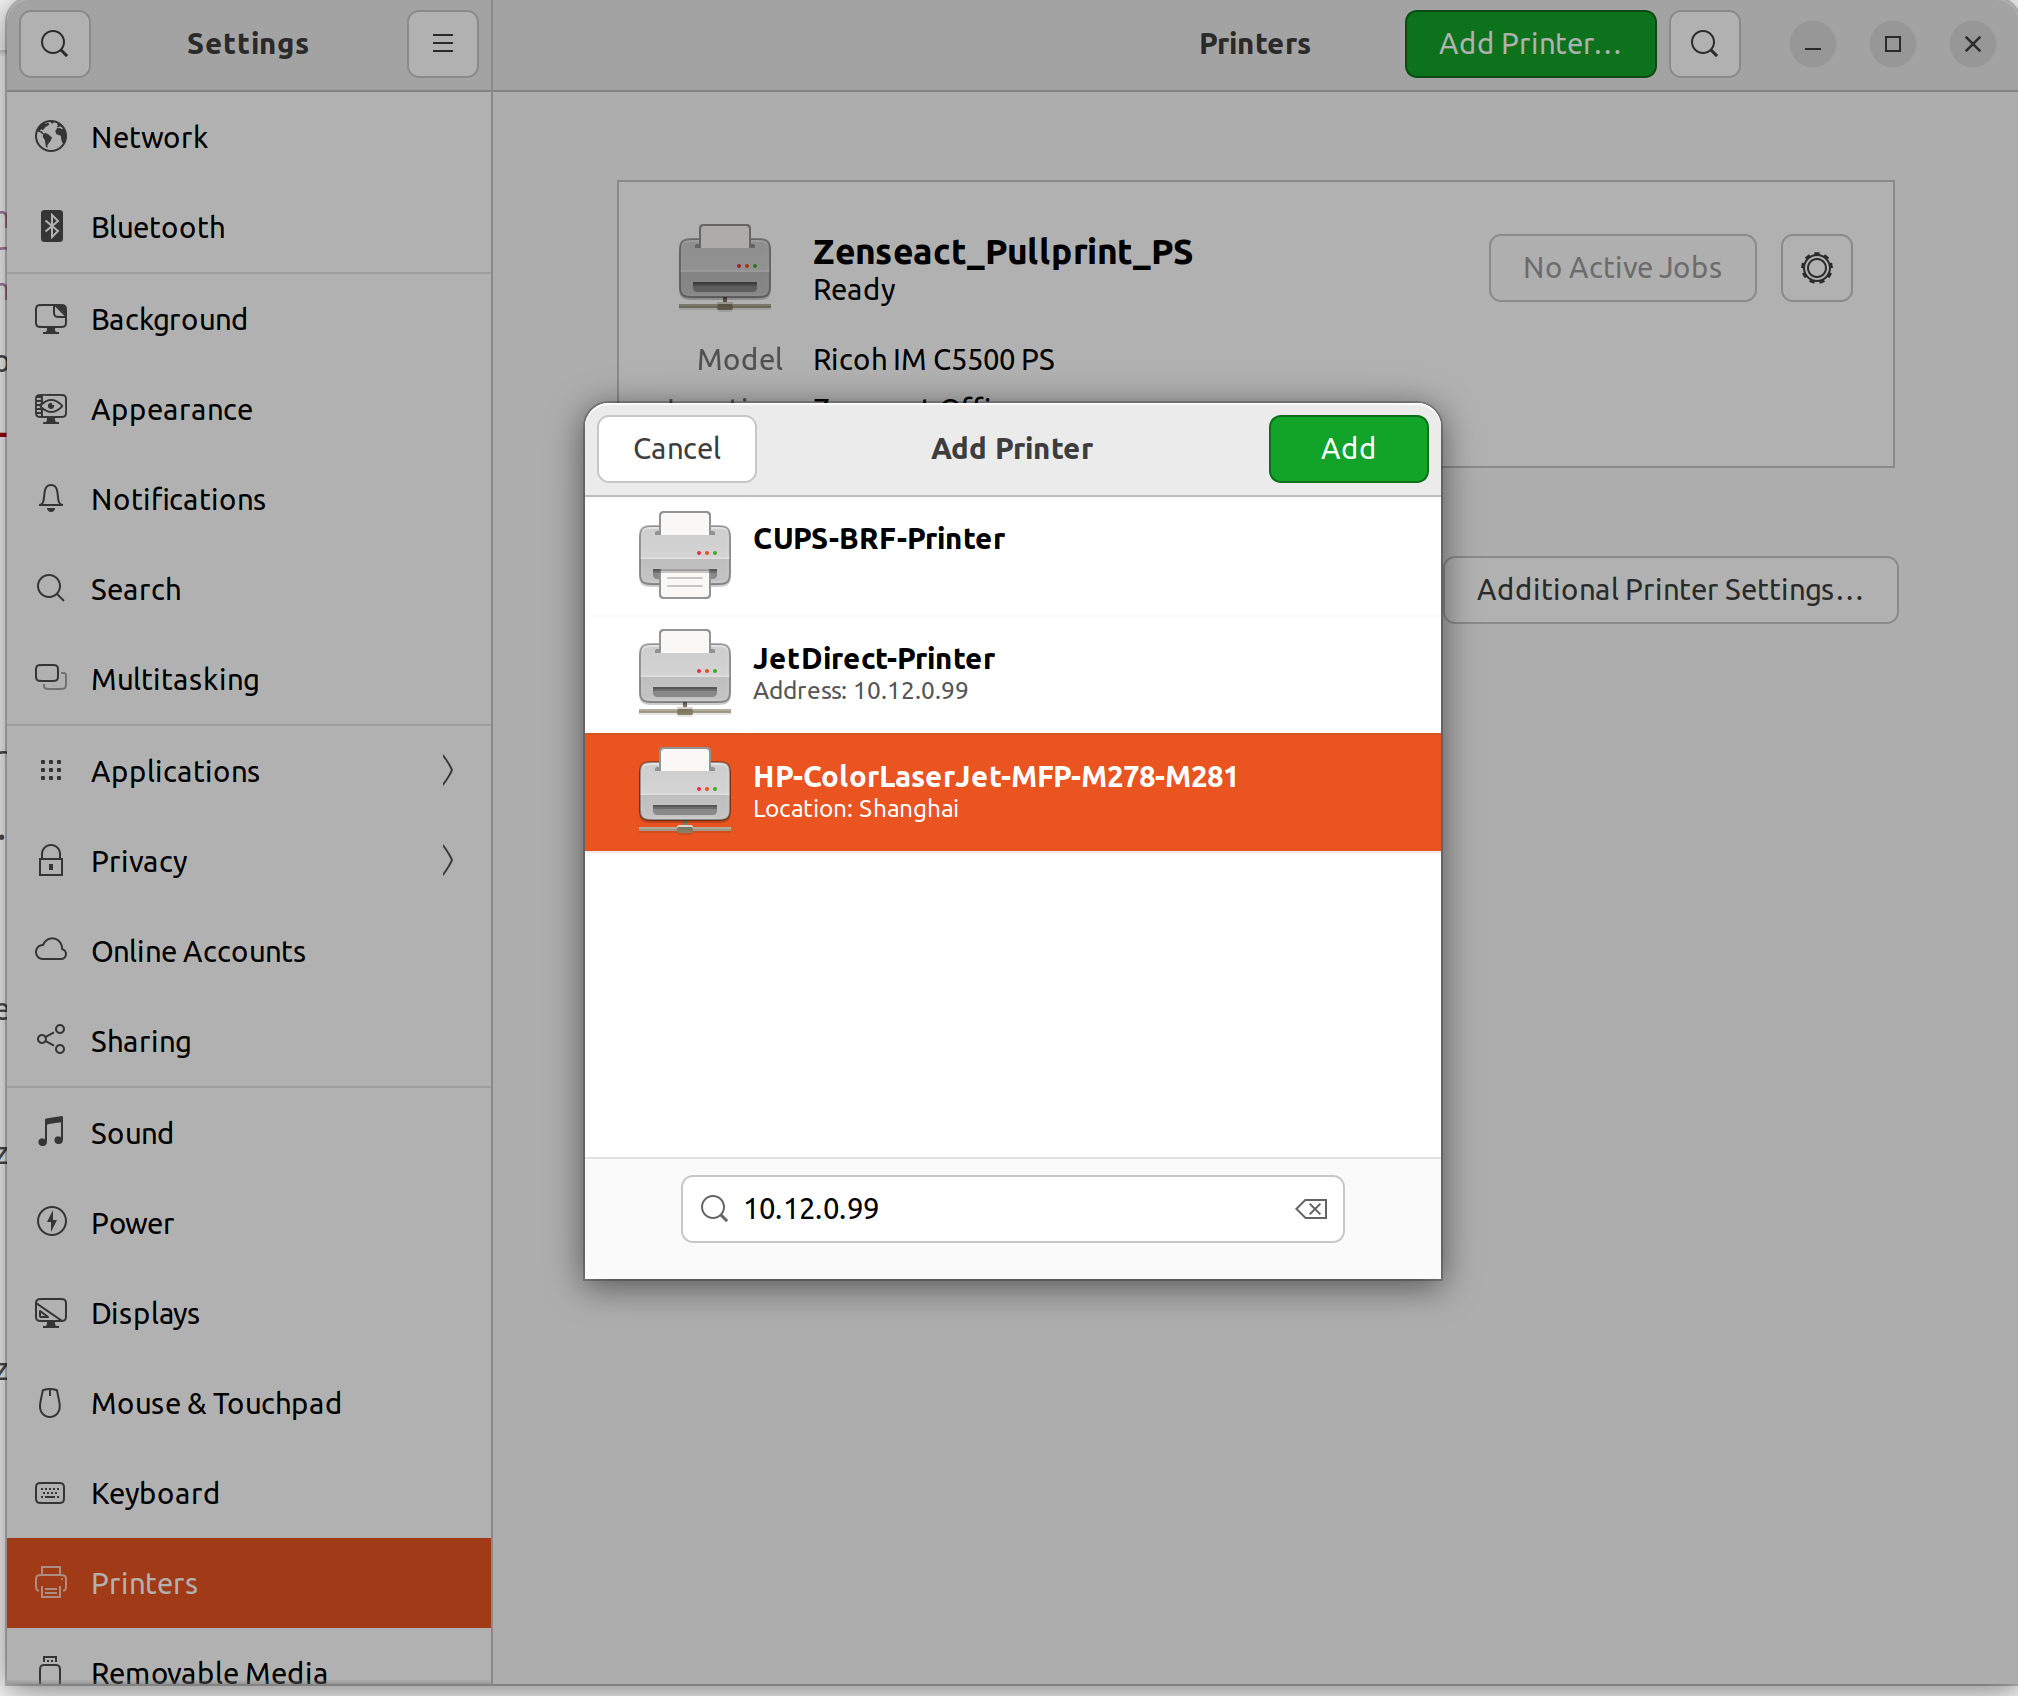 Settings
Printers
Add Printer...
Network
Bluetooth
Background
Appearance
Notifications
Search
Multitasking
Applications
Privacy
Online Accounts
Sharing
Sound
Power
Displays
Mouse & Touchpad
Keyboard
Printers
Removable Media
Zenseact_Pullprint_PS
Ready
No Active Jobs
Model Ricoh IM C5500 PS
Additional Printer Settings...
Cancel
Add Printer
Add
CUPS-BRF-Printer
JetDirect-Printer
Address: 10.12.0.99
HP-ColorLaserJet-MFP-M278-M281
Location: Shanghai
10.12.0.99